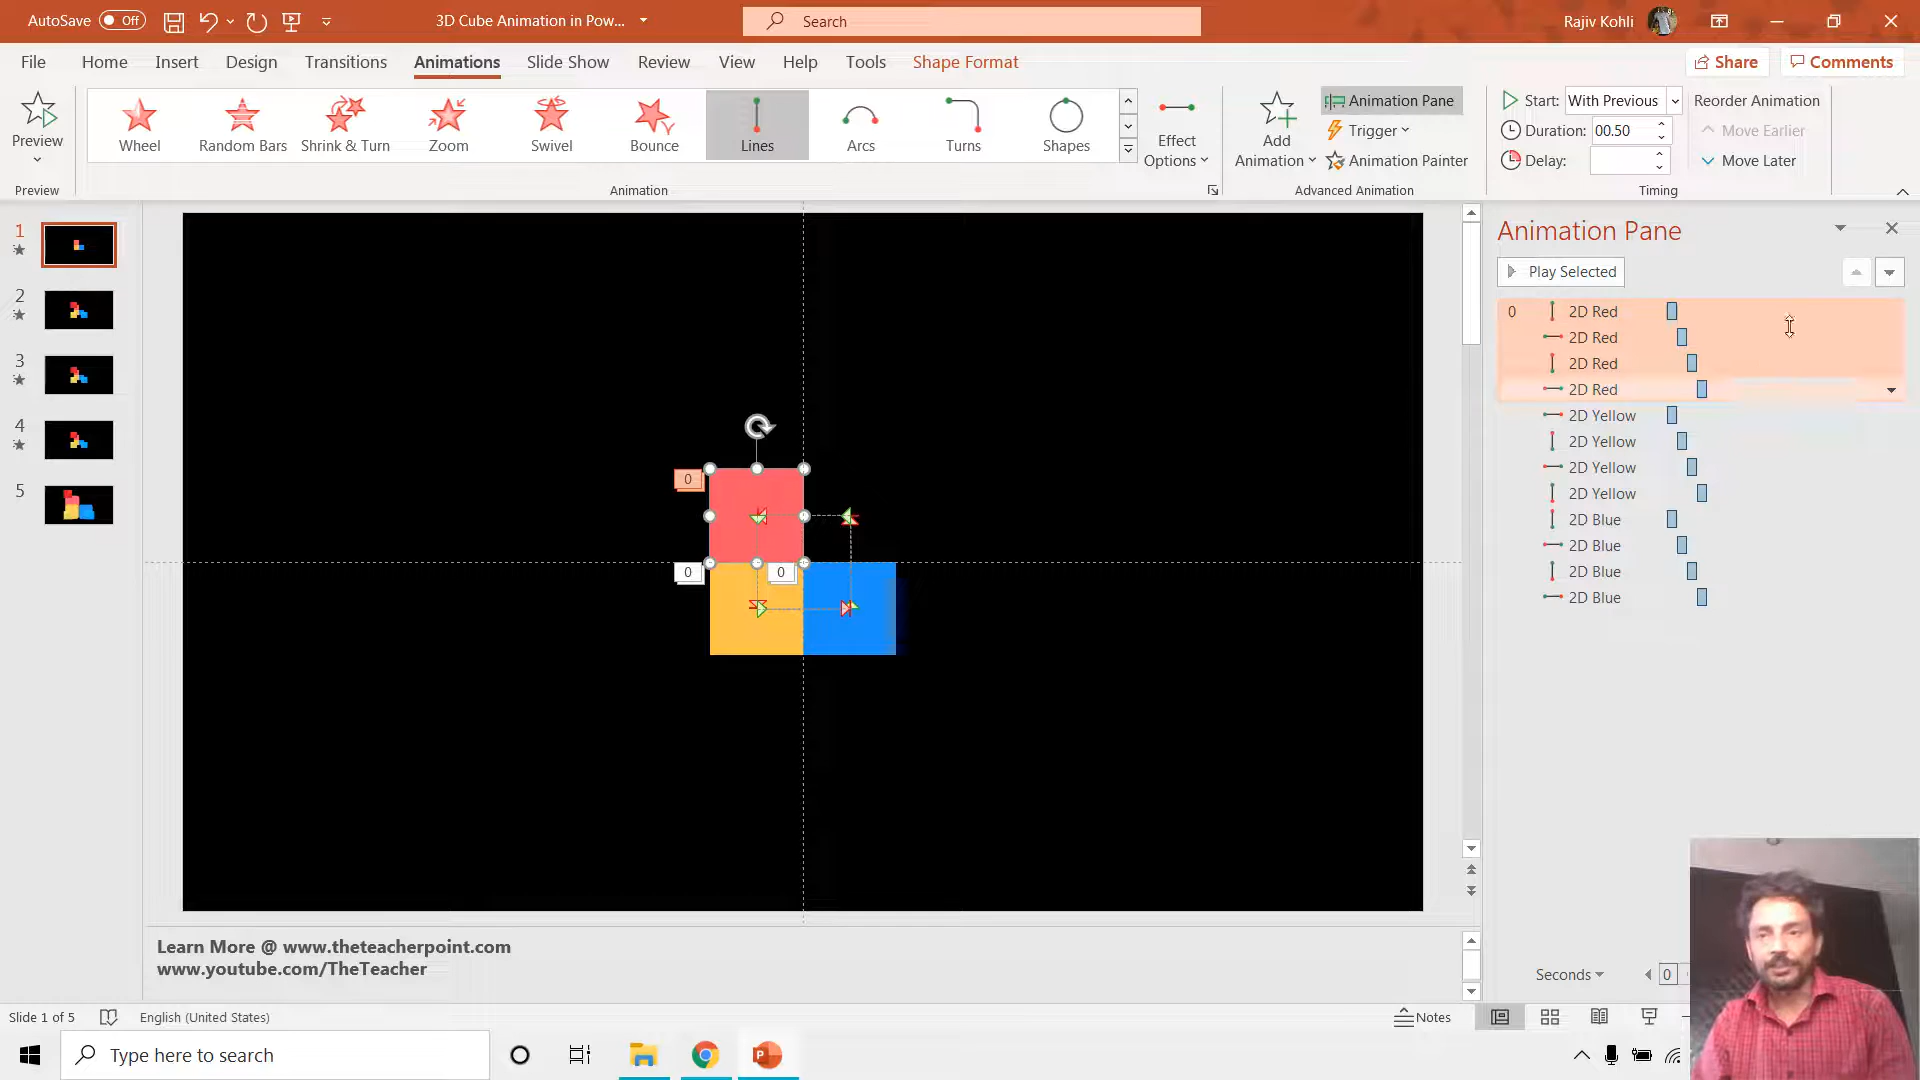 AutoSave Off 3D Cube Animation in Pow... Search Rajiv Kohli
File Home Insert Design Transitions Animations Slide Show Review View Help Tools Shape Format Share Comments
Preview
Wheel Random Bars Shrink & Turn Zoom Swivel Bounce Lines Arcs Turns Shapes
Effect
Options
Add
Animation
Animation Pane
Trigger
Animation Painter
Start: With Previous
Duration: 00.50
Delay:
Reorder Animation
Move Earlier
Move Later
Preview Animation Advanced Animation Timing
1
2
3
4
5
0
0
0
Animation Pane
Play Selected
0 2D Red
2D Red
2D Red
2D Red
2D Yellow
2D Yellow
2D Yellow
2D Yellow
2D Blue
2D Blue
2D Blue
2D Blue
Seconds 0
Learn More @ www.theteacherpoint.com
www.youtube.com/TheTeacher
Slide 1 of 5 English (United States) Notes
Type here to search
P